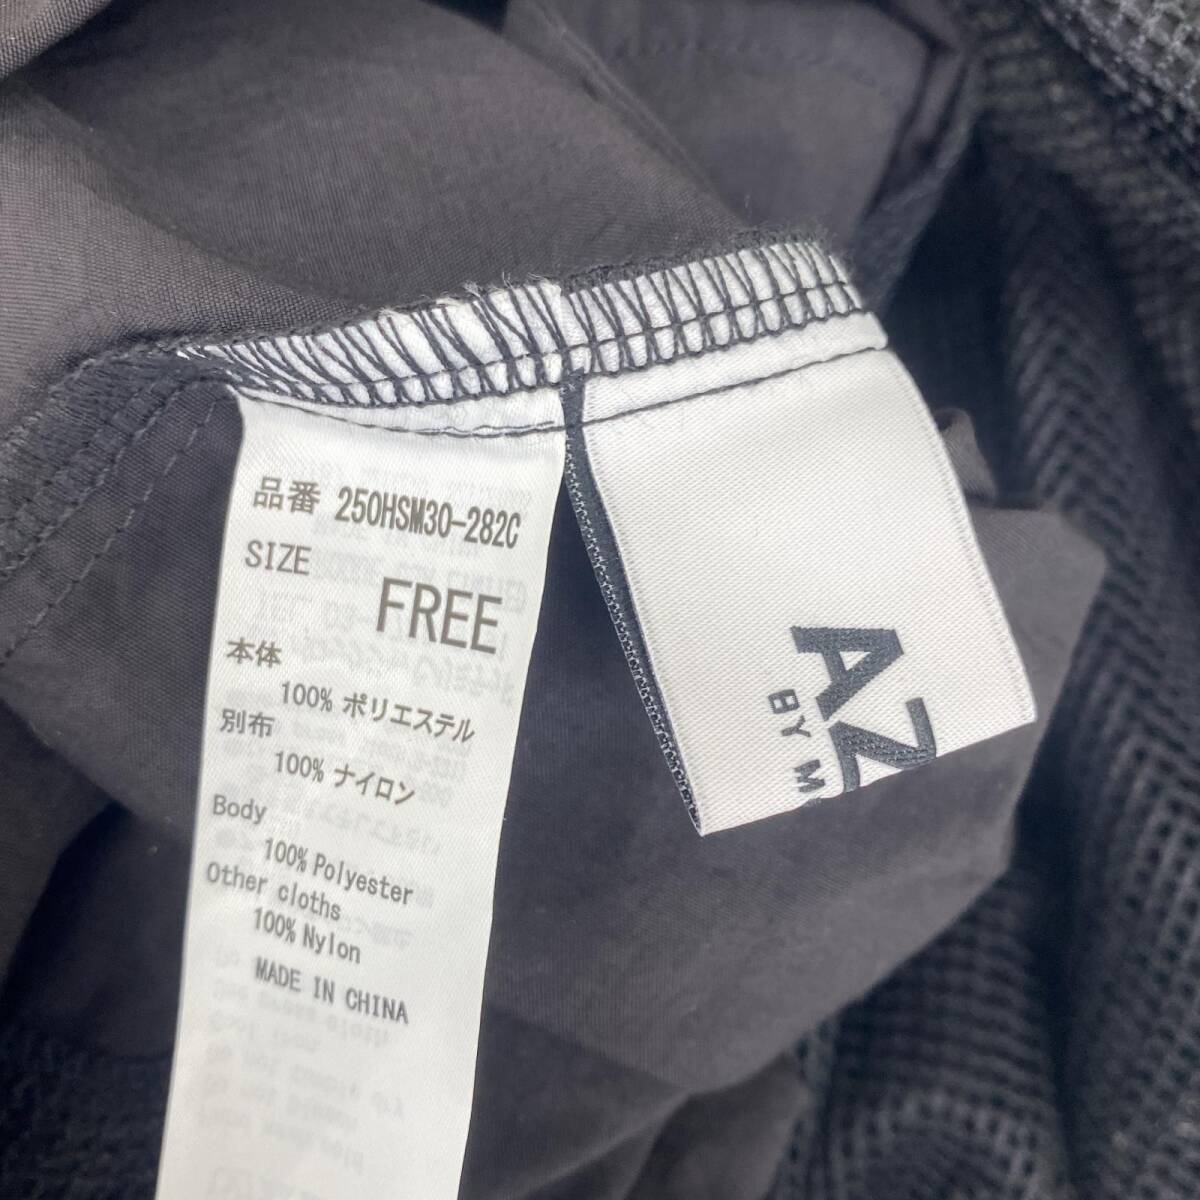 品番 250HSM30-282C
SIZE
FREE
本体
100% ポリエステル
別布
100% ナイロン
Body
100% Polyester
Other cloths
100% Nylon
MADE IN CHINA
AZ
BY M